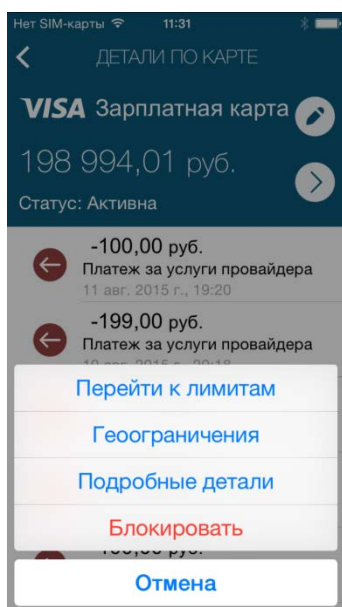 Нет SIM-карты 11:31
ДЕТАЛИ ПО КАРТЕ
VISA Зарплатная карта
198 994,01 руб.
Статус: Активна
-100,00 руб.
Платеж за услуги провайдера
11 авг. 2015 г., 19:20
-199,00 руб.
Платеж за услуги провайдера
Перейти к лимитам
Геоограничения
Подробные детали
Блокировать
Отмена